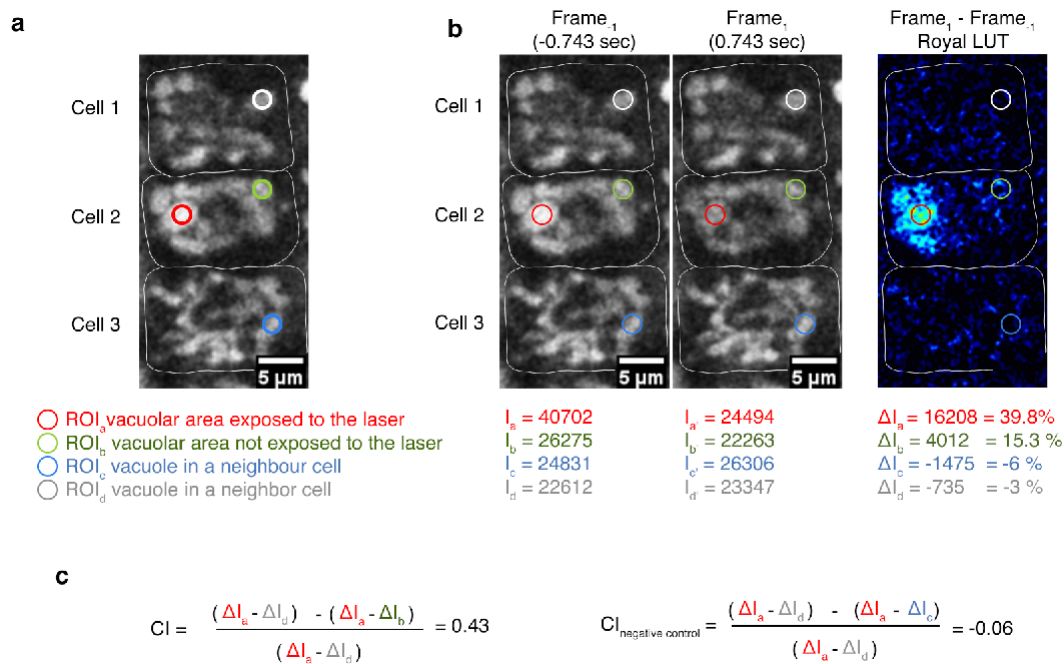 a
Cell 1
Cell 2
Cell 3
5 µm
ROIa vacuolar area exposed to the laser
ROIb vacuolar area not exposed to the laser
ROIc vacuole in a neighbour cell
ROId vacuole in a neighbor cell
b
Frame-1
(-0.743 sec)
Frame1
(0.743 sec)
Frame1 - Frame-1
Royal LUT
Cell 1
Cell 2
Cell 3
5 µm
5 µm
Ia = 40702
Ib = 26275
Ic = 24831
Id = 22612
Ia' = 24494
Ib' = 22263
Ic' = 26306
Id' = 23347
ΔIa = 16208 = 39.8%
ΔIb = 4012 = 15.3 %
ΔIc = -1475 = -6 %
ΔId = -735 = -3 %
c
CI = ((ΔIa - ΔId) - (ΔIa - ΔIb)) / (ΔIa - ΔId) = 0.43
CInegative control = ((ΔIa - ΔId) - (ΔIa - ΔIc)) / (ΔIa - ΔId) = -0.06